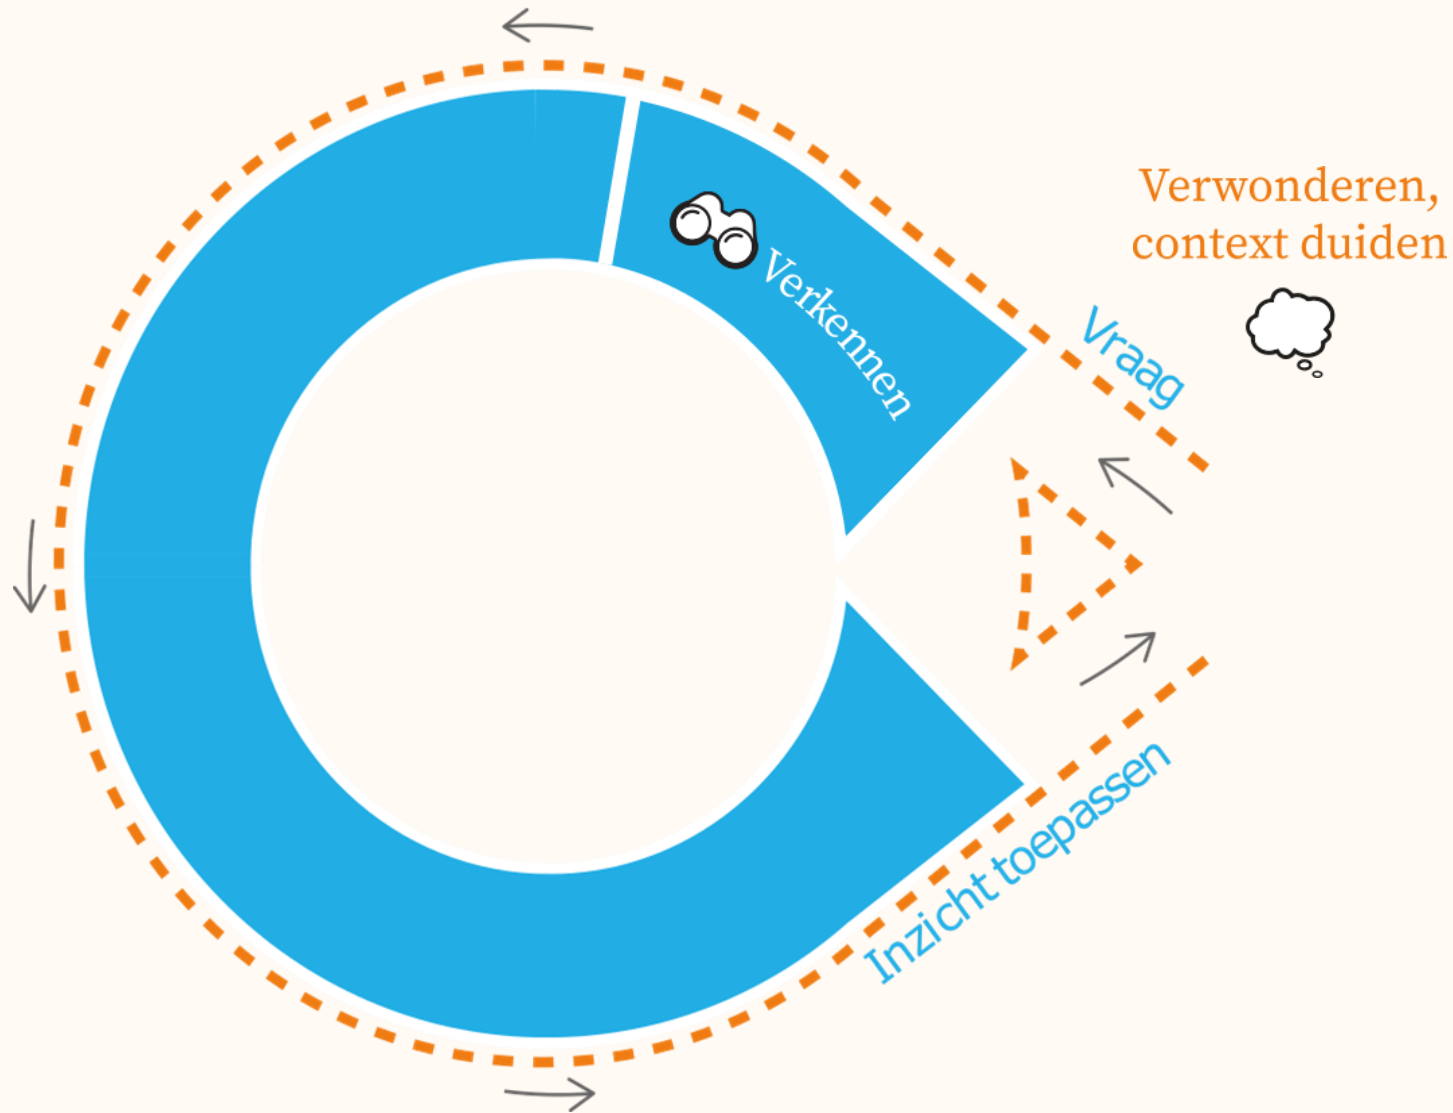 Verwonderen,
context duiden
Vraag
Verkennen
Inzicht toepassen